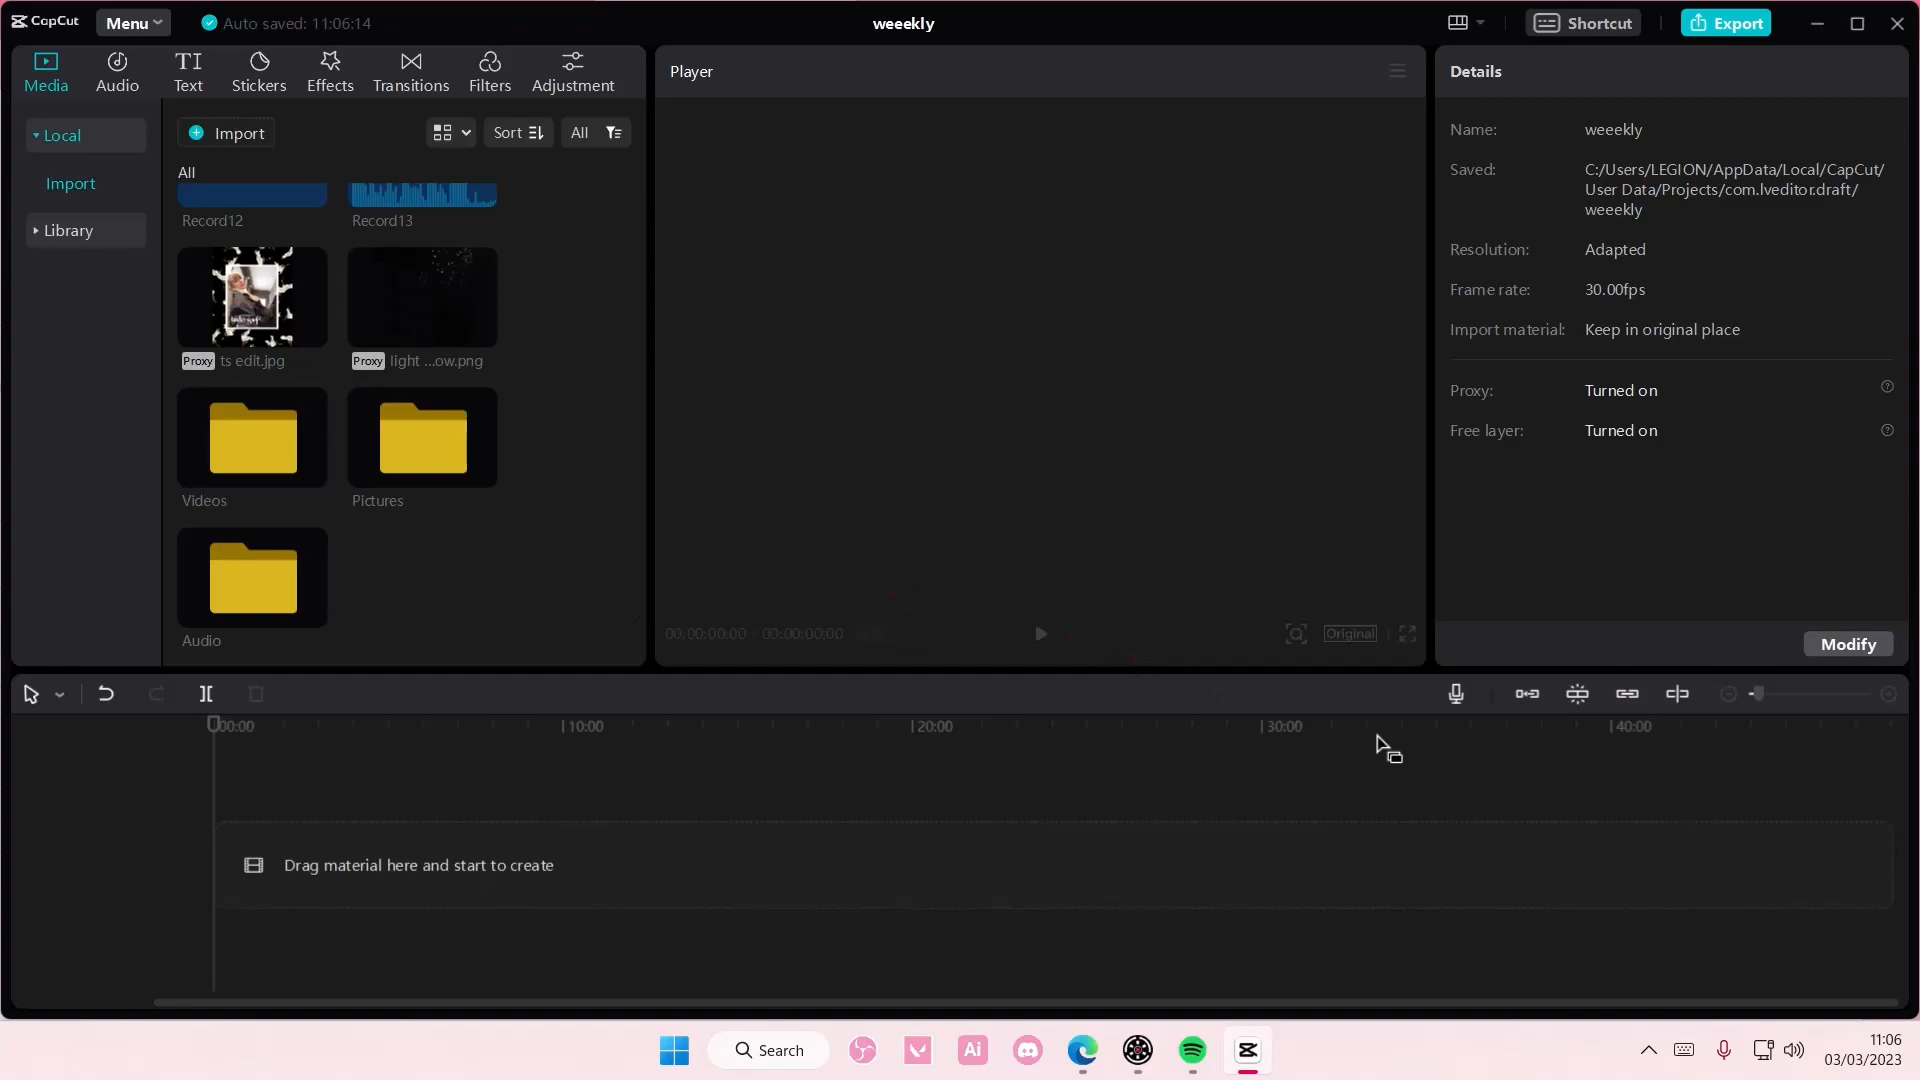 CapCut
Menu
Auto saved: 11:06:14
weeekly
Shortcut
Export
Media
Audio
Text
Stickers
Effects
Transitions
Filters
Adjustment
Local
Import
Library
Import
Sort
All
All
Record12
Record13
Proxy ts edit.jpg
Proxy light ...ow.png
Videos
Pictures
Audio
Player
00:00:00:00
00:00:00:00
Original
Details
Name: weeekly
Saved: C:/Users/LEGION/AppData/Local/CapCut/
User Data/Projects/com.lveditor.draft/
weeekly
Resolution: Adapted
Frame rate: 30.00fps
Import material: Keep in original place
Proxy: Turned on
Free layer: Turned on
Modify
00:00
10:00
20:00
30:00
40:00
Drag material here and start to create
Search
Ai
11:06
03/03/2023